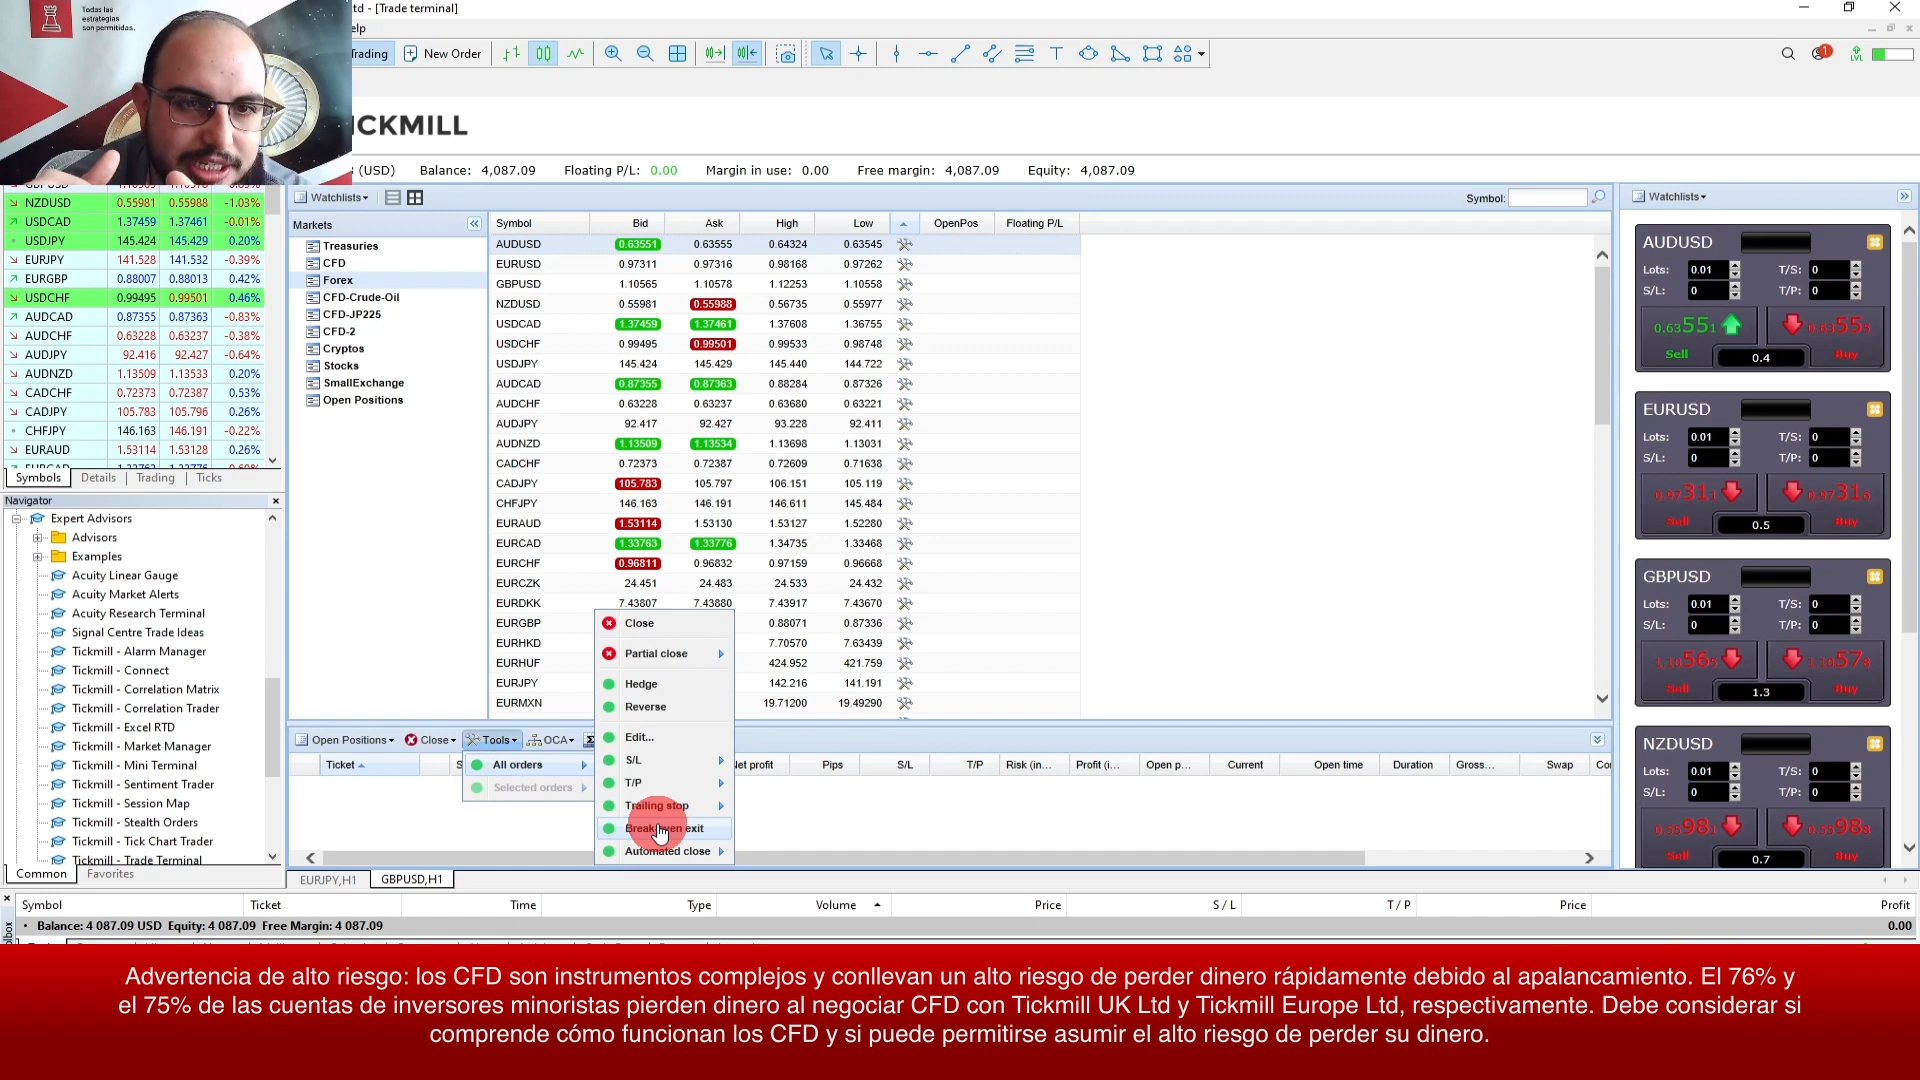 Todas las
estrategias
son permitidas.
td - [Trade terminal]
elp
rading
New Order
1
LVL
ICKMILL
(USD) Balance: 4,087.09 Floating P/L: 0.00 Margin in use: 0.00 Free margin: 4,087.09 Equity: 4,087.09
NZDUSD 0.55981 0.55988 -1.03%
USDCAD 1.37459 1.37461 -0.01%
USDJPY 145.424 145.429 0.20%
EURJPY 141.528 141.532 -0.39%
EURGBP 0.88007 0.88013 0.42%
USDCHF 0.99495 0.99501 0.46%
AUDCAD 0.87355 0.87363 -0.83%
AUDCHF 0.63228 0.63237 -0.38%
AUDJPY 92.416 92.427 -0.64%
AUDNZD 1.13509 1.13533 0.20%
CADCHF 0.72373 0.72387 0.53%
CADJPY 105.783 105.796 0.26%
CHFJPY 146.163 146.191 -0.22%
EURAUD 1.53114 1.53128 0.26%
Symbols Details Trading Ticks
Navigator
Expert Advisors
Advisors
Examples
Acuity Linear Gauge
Acuity Market Alerts
Acuity Research Terminal
Signal Centre Trade Ideas
Tickmill - Alarm Manager
Tickmill - Connect
Tickmill - Correlation Matrix
Tickmill - Correlation Trader
Tickmill - Excel RTD
Tickmill - Market Manager
Tickmill - Mini Terminal
Tickmill - Sentiment Trader
Tickmill - Session Map
Tickmill - Stealth Orders
Tickmill - Tick Chart Trader
Tickmill - Trade Terminal
Common Favorites
Watchlists
Symbol:
Markets
Treasuries
CFD
Forex
CFD-Crude-Oil
CFD-JP225
CFD-2
Cryptos
Stocks
SmallExchange
Open Positions
Symbol Bid Ask High Low OpenPos Floating P/L
AUDUSD 0.63551 0.63555 0.64324 0.63545
EURUSD 0.97311 0.97316 0.98168 0.97262
GBPUSD 1.10565 1.10578 1.12253 1.10558
NZDUSD 0.55981 0.55988 0.56735 0.55977
USDCAD 1.37459 1.37461 1.37608 1.36755
USDCHF 0.99495 0.99501 0.99533 0.98748
USDJPY 145.424 145.429 145.440 144.722
AUDCAD 0.87355 0.87363 0.88284 0.87326
AUDCHF 0.63228 0.63237 0.63680 0.63221
AUDJPY 92.417 92.427 93.228 92.411
AUDNZD 1.13509 1.13534 1.13698 1.13031
CADCHF 0.72373 0.72387 0.72609 0.71638
CADJPY 105.783 105.797 106.151 105.119
CHFJPY 146.163 146.191 146.611 145.484
EURAUD 1.53114 1.53130 1.53127 1.52280
EURCAD 1.33763 1.33776 1.34735 1.33468
EURCHF 0.96811 0.96832 0.97159 0.96668
EURCZK 24.451 24.483 24.533 24.432
EURDKK 7.43807 7.43880 7.43917 7.43670
EURGBP 0.88071 0.87336
EURHKD 7.70570 7.63439
EURHUF 424.952 421.759
EURJPY 142.216 141.191
EURMXN 19.71200 19.49290
Close
Partial close
Hedge
Reverse
Edit...
S/L
T/P
Trailing stop
Breakeven exit
Automated close
Open Positions Close Tools OCA
All orders
Selected orders
Ticket S Net profit Pips S/L T/P Risk (in... Profit (i... Open p... Current Open time Duration Gross... Swap Co
EURJPY,H1 GBPUSD,H1
Watchlists
AUDUSD
Lots: 0.01 T/S: 0
S/L: 0 T/P: 0
0.63551 0.63555
Sell 0.4 Buy
EURUSD
Lots: 0.01 T/S: 0
S/L: 0 T/P: 0
0.97311 0.97316
Sell 0.5 Buy
GBPUSD
Lots: 0.01 T/S: 0
S/L: 0 T/P: 0
1.10565 1.10578
Sell 1.3 Buy
NZDUSD
Lots: 0.01 T/S: 0
S/L: 0 T/P: 0
0.55981 0.55988
Sell 0.7 Buy
Symbol Ticket Time Type Volume Price S / L T / P Price Profit
Balance: 4 087.09 USD Equity: 4 087.09 Free Margin: 4 087.09 0.00
Advertencia de alto riesgo: los CFD son instrumentos complejos y conllevan un alto riesgo de perder dinero rápidamente debido al apalancamiento. El 76% y
el 75% de las cuentas de inversores minoristas pierden dinero al negociar CFD con Tickmill UK Ltd y Tickmill Europe Ltd, respectivamente. Debe considerar si
comprende cómo funcionan los CFD y si puede permitirse asumir el alto riesgo de perder su dinero.